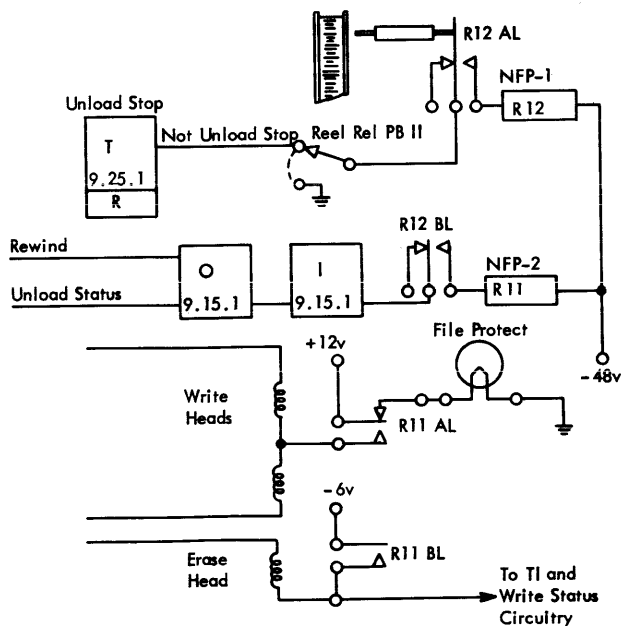 R12 AL
NFP-1
R12
Unload Stop
T
9.25.1
R
Not Unload Stop
Reel Rel PB II
R12 BL
Rewind
O
9.15.1
I
9.15.1
NFP-2
R11
Unload Status
File Protect
+12v
-48v
Write
Heads
R11 AL
-6v
Erase
Head
R11 BL
To TI and
Write Status
Circuitry